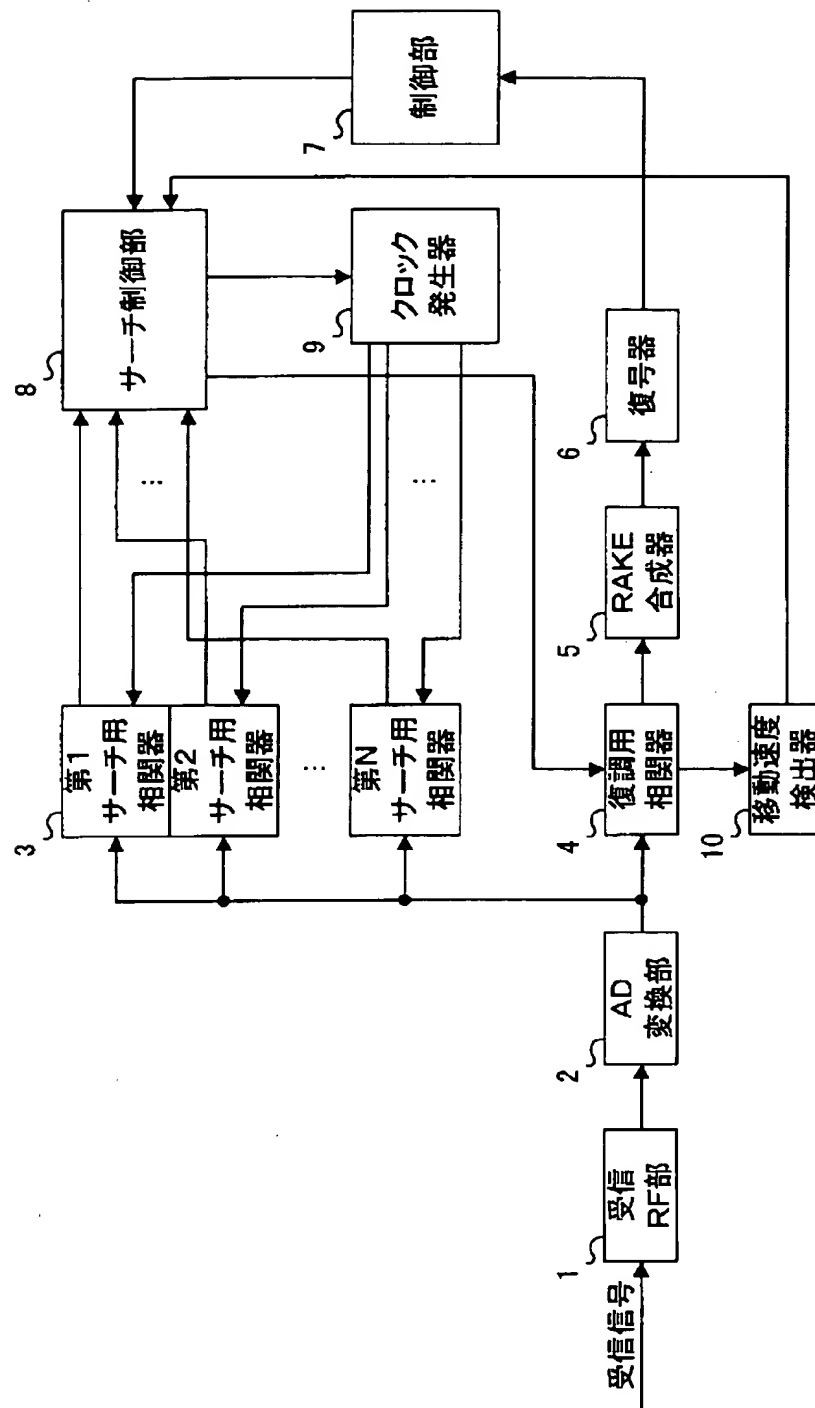 受信信号
1
受信
RF部
2
AD
変換部
3
第1
サーチ用
相関器
第2
サーチ用
相関器
⋮
第N
サーチ用
相関器
4
復調用
相関器
5
RAKE
合成器
6
復号器
7
制御部
8
サーチ制御部
9
クロック
発生器
10
移動速度
検出器
⋮
⋮